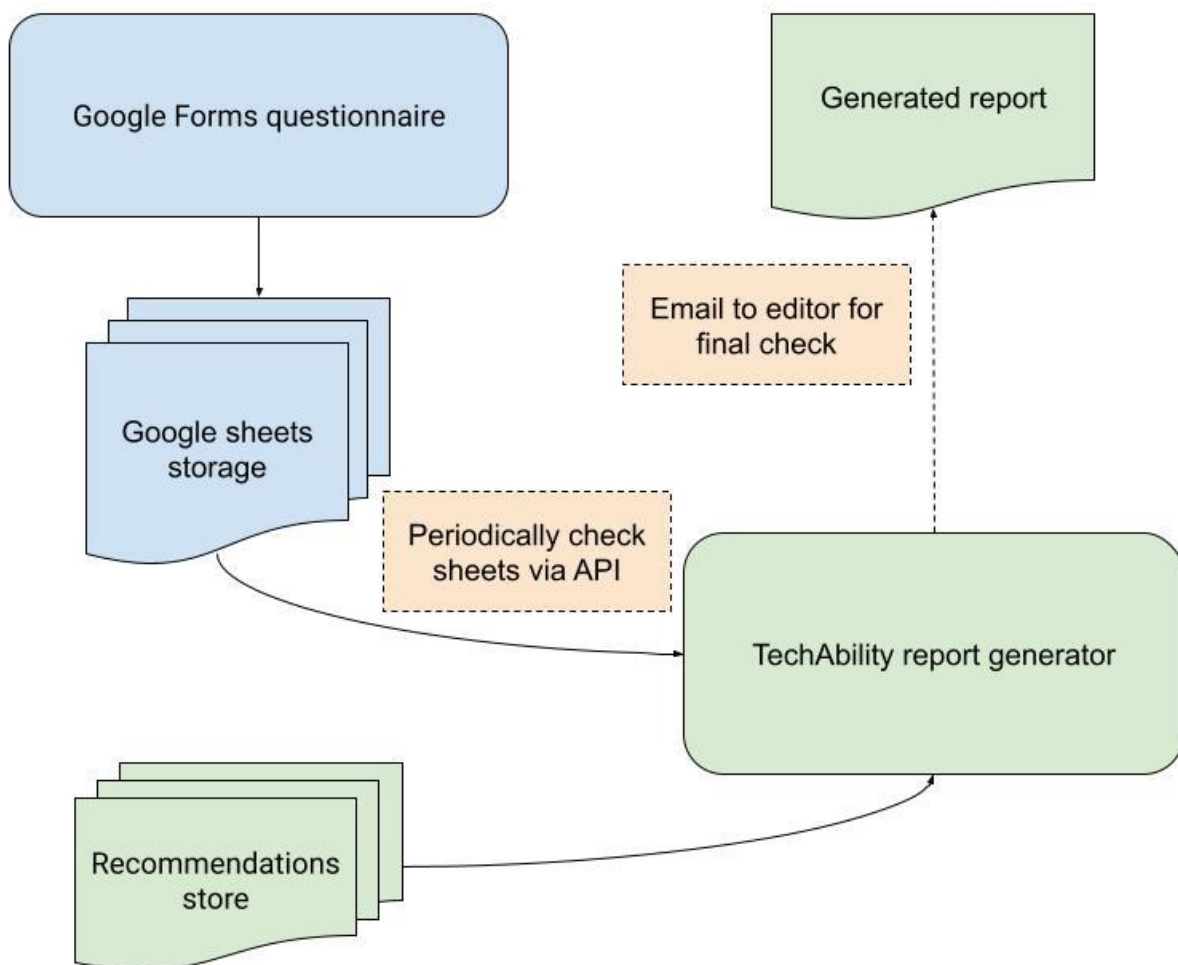 Google Forms questionnaire
Generated report
Email to editor for
final check
Google sheets
storage
Periodically check
sheets via API
TechAbility report generator
Recommendations
store